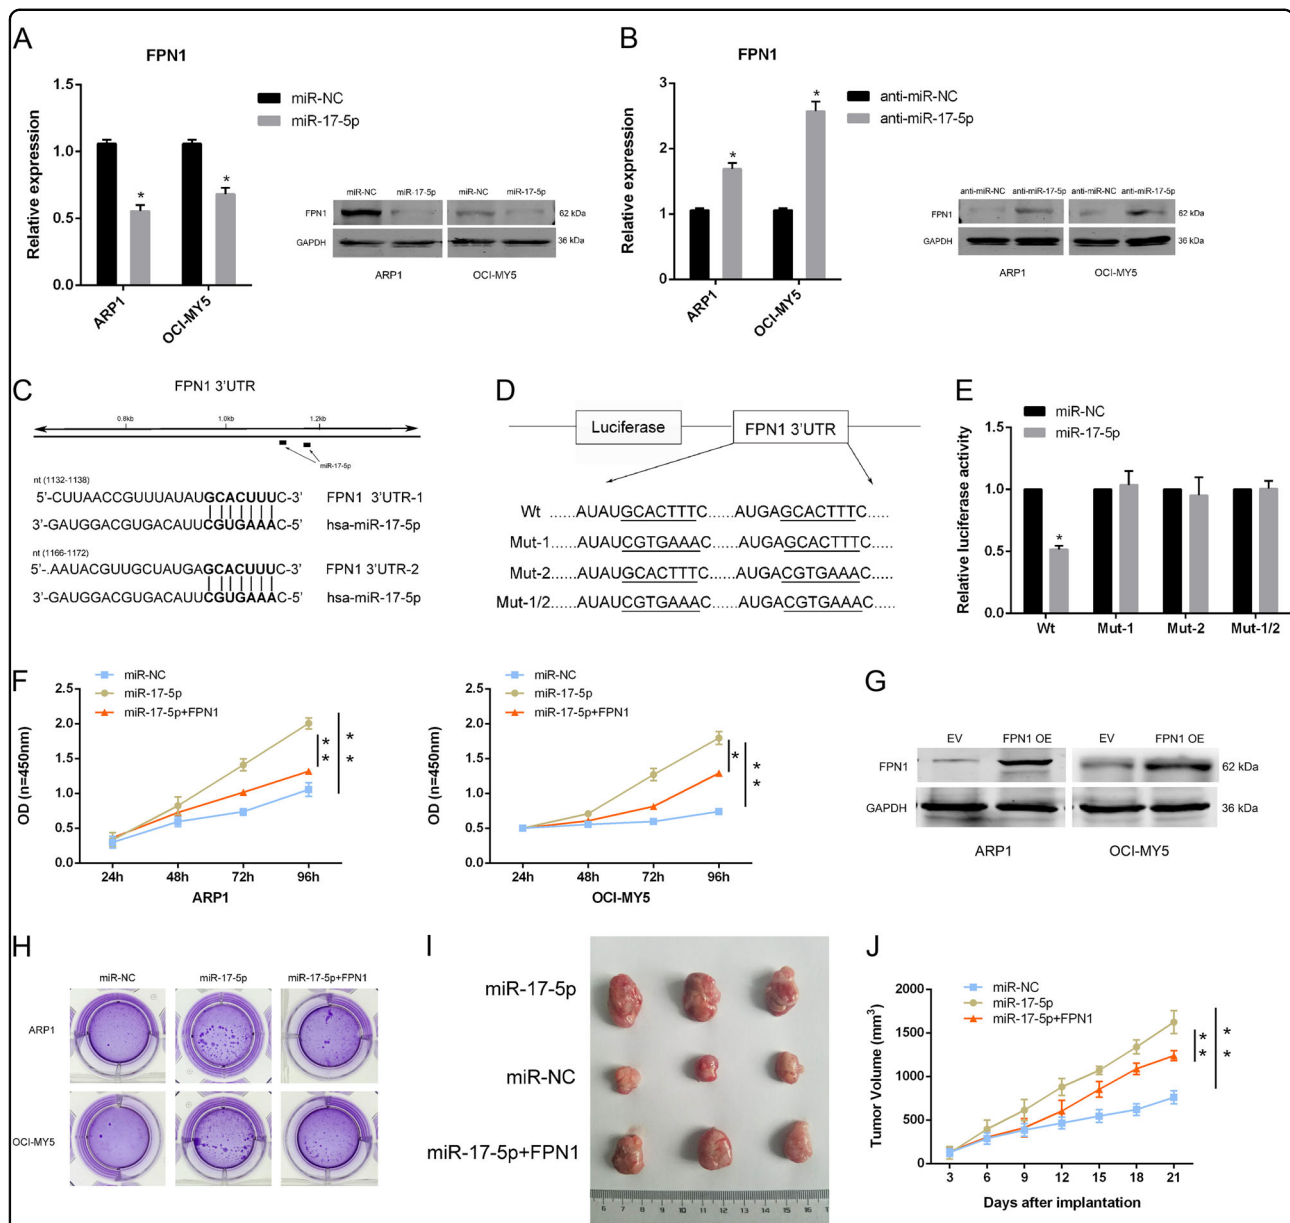 A
FPN1
Relative expression
1.5
1.0
0.5
0.0
ARP1
OCI-MY5
miR-NC
miR-17-5p
miR-NC miR-17-5p miR-NC miR-17-5p
FPN1 62 kDa
GAPDH 36 kDa
ARP1 OCI-MY5
B
FPN1
Relative expression
3
2
1
0
ARP1
OCI-MY5
anti-miR-NC
anti-miR-17-5p
* *
anti-miR-NC anti-miR-17-5p anti-miR-NC anti-miR-17-5p
FPN1 62 kDa
GAPDH 36 kDa
ARP1 OCI-MY5
C
FPN1 3'UTR
0.8kb 1.0kb 1.2kb
miR-17-5p
nt (1132-1138)
5'-CUUAACCGUUUAUAUGCACUUUC-3' FPN1 3'UTR-1
3'-GAUGGACGUGACAUUCGUGAAAC-5' hsa-miR-17-5p
nt (1166-1172)
5'-.AAUACGUUGCUAUGAGCACUUUC-3' FPN1 3'UTR-2
3'-GAUGGACGUGACAUUCGUGAAAC-5' hsa-miR-17-5p
D
Luciferase FPN1 3'UTR
Wt ......AUAUGCACTTTC...... AUGAGCACTTTC.....
Mut-1......AUAUCGTGAAAC...... AUGAGCACTTTC.....
Mut-2......AUAUGCACTTTC...... AUGACGTGAAAC.....
Mut-1/2......AUAUCGTGAAAC...... AUGACGTGAAAC.....
E
miR-NC
miR-17-5p
Relative luciferase activity
1.5
1.0
0.5
0.0
*
Wt Mut-1 Mut-2 Mut-1/2
F
miR-NC
miR-17-5p
miR-17-5p+FPN1
OD (n=450nm)
2.5
2.0
1.5
1.0
0.5
0.0
24h 48h 72h 96h
ARP1
* *
* *
miR-NC
miR-17-5p
miR-17-5p+FPN1
OD (n=450nm)
2.5
2.0
1.5
1.0
0.5
0.0
24h 48h 72h 96h
OCI-MY5
*
* *
G
EV FPN1 OE EV FPN1 OE
FPN1 62 kDa
GAPDH 36 kDa
ARP1 OCI-MY5
H
miR-NC miR-17-5p miR-17-5p+FPN1
ARP1
OCI-MY5
I
miR-17-5p
miR-NC
miR-17-5p+FPN1
6 7 8 9 10 11 12 13 14 15 16
J
miR-NC
miR-17-5p
miR-17-5p+FPN1
Tumor Volume (mm³)
2000
1500
1000
500
0
3 6 9 12 15 18 21
Days after implantation
* *
* *